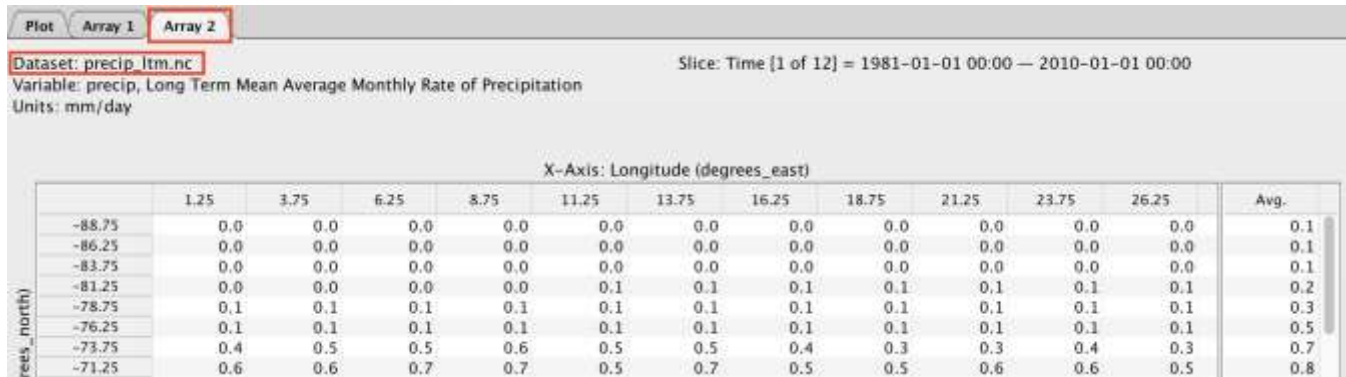 Plot Array 1 Array 2
Dataset: precip_ltm.nc Slice: Time [1 of 12] = 1981-01-01 00:00 — 2010-01-01 00:00
Variable: precip, Long Term Mean Average Monthly Rate of Precipitation
Units: mm/day
X-Axis: Longitude (degrees_east)
1.25 3.75 6.25 8.75 11.25 13.75 16.25 18.75 21.25 23.75 26.25 Avg.
-88.75 0.0 0.0 0.0 0.0 0.0 0.0 0.0 0.0 0.0 0.0 0.0 0.1
-86.25 0.0 0.0 0.0 0.0 0.0 0.0 0.0 0.0 0.0 0.0 0.0 0.1
-83.75 0.0 0.0 0.0 0.0 0.0 0.0 0.0 0.0 0.0 0.0 0.0 0.1
-81.25 0.0 0.0 0.0 0.0 0.1 0.1 0.1 0.1 0.1 0.1 0.1 0.2
-78.75 0.1 0.1 0.1 0.1 0.1 0.1 0.1 0.1 0.1 0.1 0.1 0.3
-76.25 0.1 0.1 0.1 0.1 0.1 0.1 0.1 0.1 0.1 0.1 0.1 0.5
-73.75 0.4 0.5 0.5 0.6 0.5 0.5 0.4 0.3 0.3 0.4 0.3 0.7
-71.25 0.6 0.6 0.7 0.7 0.5 0.7 0.5 0.5 0.6 0.6 0.5 0.8
rees_north)